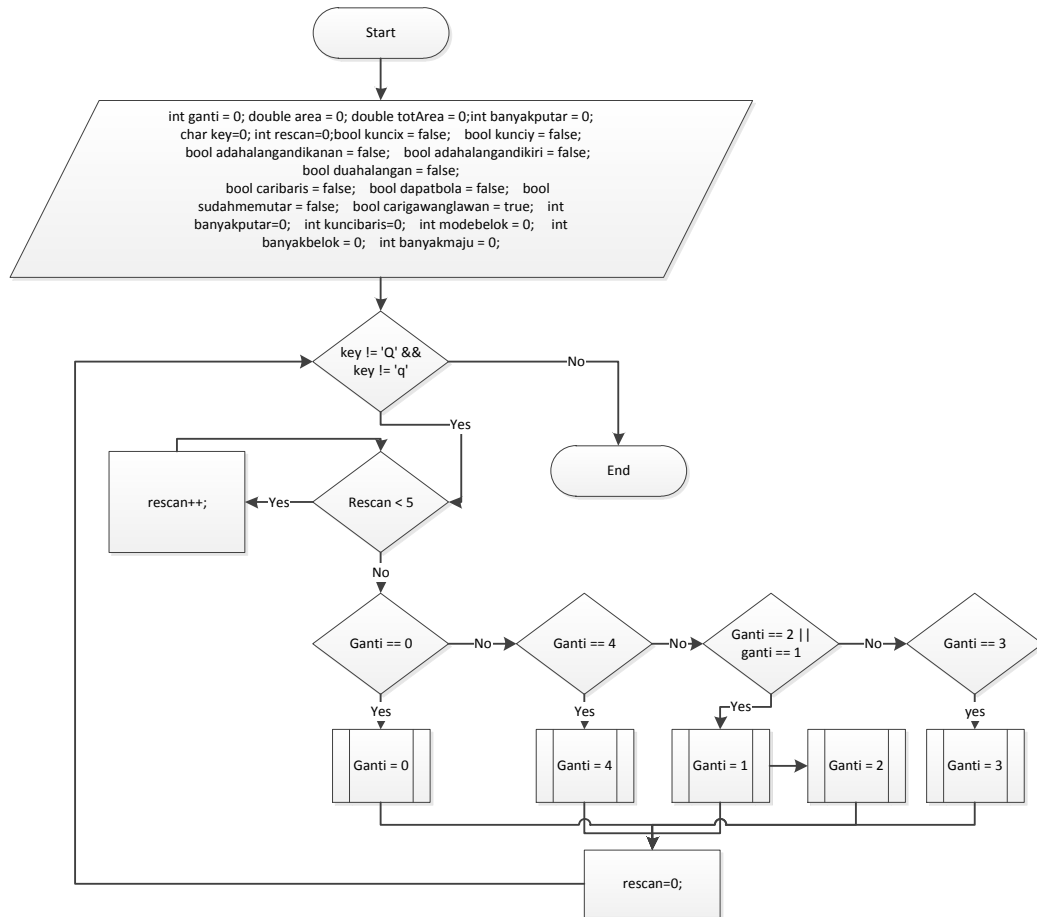 Start
int ganti = 0; double area = 0; double totArea = 0;int banyakputar = 0;
char key=0; int rescan=0;bool kuncix = false; bool kunciy = false;
bool adahalangandikanan = false; bool adahalangandikiri = false;
bool duahalangan = false;
bool caribaris = false; bool dapatbola = false; bool
sudahmemutar = false; bool carigawanglawan = true; int
banyakputar=0; int kuncibaris=0; int modebelok = 0; int
banyakbelok = 0; int banyakmaju = 0;
key != 'Q' &&
key != 'q'
No
Yes
End
rescan++;
Yes
Rescan < 5
No
Ganti == 0
No
Ganti == 4
No
Ganti == 2 ||
ganti == 1
No
Ganti == 3
Yes
Yes
Yes
yes
Ganti = 0
Ganti = 4
Ganti = 1
Ganti = 2
Ganti = 3
rescan=0;